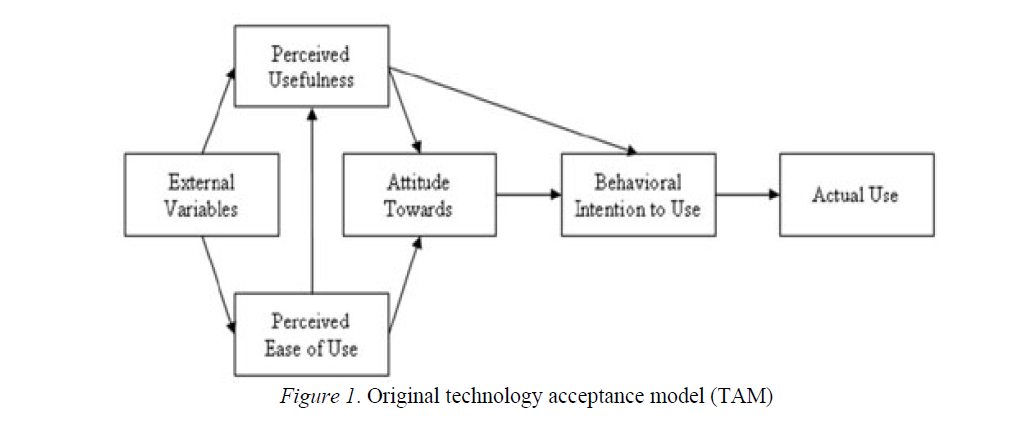 Perceived
Usefulness
External
Variables
Attitude
Towards
Behavioral
Intention to Use
Actual Use
Perceived
Ease of Use
Figure 1. Original technology acceptance model (TAM)